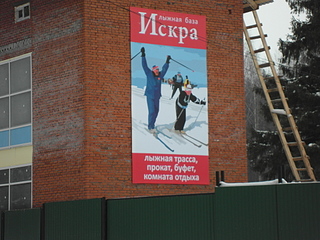 лыжная база
Искра
лыжная трасса,
прокат, буфет,
комната отдыха